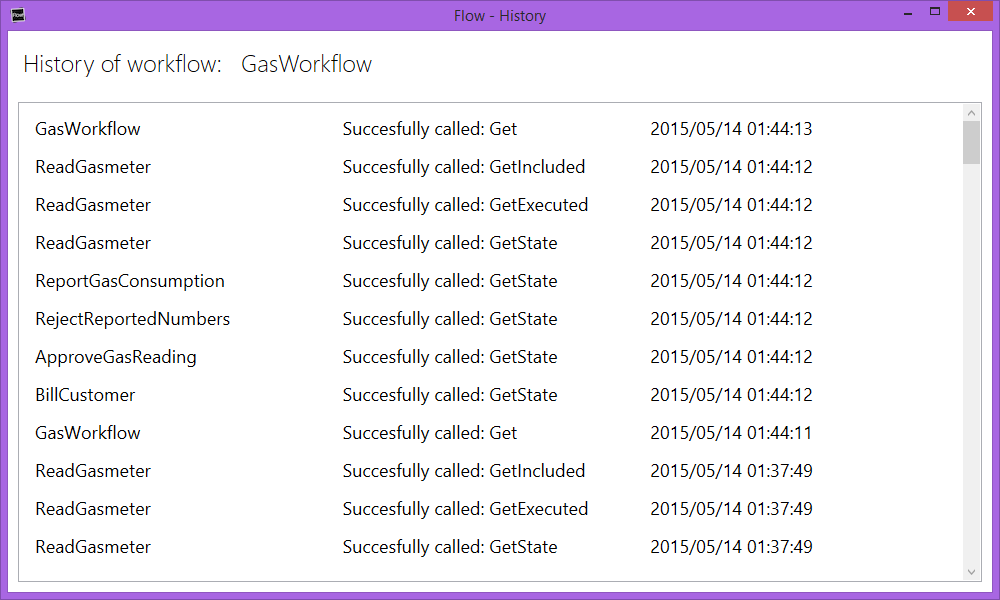 Flow
Flow - History
History of workflow: GasWorkflow
GasWorkflow Succesfully called: Get 2015/05/14 01:44:13
ReadGasmeter Succesfully called: GetIncluded 2015/05/14 01:44:12
ReadGasmeter Succesfully called: GetExecuted 2015/05/14 01:44:12
ReadGasmeter Succesfully called: GetState 2015/05/14 01:44:12
ReportGasConsumption Succesfully called: GetState 2015/05/14 01:44:12
RejectReportedNumbers Succesfully called: GetState 2015/05/14 01:44:12
ApproveGasReading Succesfully called: GetState 2015/05/14 01:44:12
BillCustomer Succesfully called: GetState 2015/05/14 01:44:12
GasWorkflow Succesfully called: Get 2015/05/14 01:44:11
ReadGasmeter Succesfully called: GetIncluded 2015/05/14 01:37:49
ReadGasmeter Succesfully called: GetExecuted 2015/05/14 01:37:49
ReadGasmeter Succesfully called: GetState 2015/05/14 01:37:49